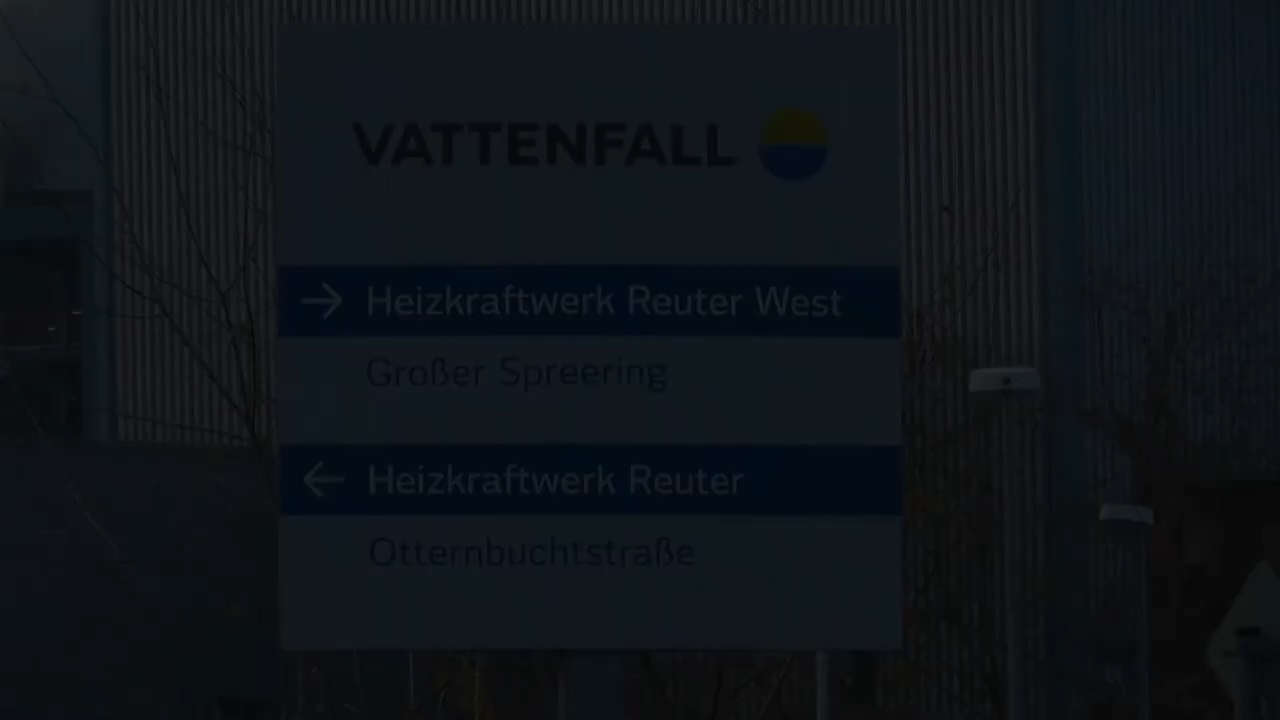 VATTENFALL
→ Heizkraftwerk Reuter West
Großer Spreering
← Heizkraftwerk Reuter
Otternbuchtstraße